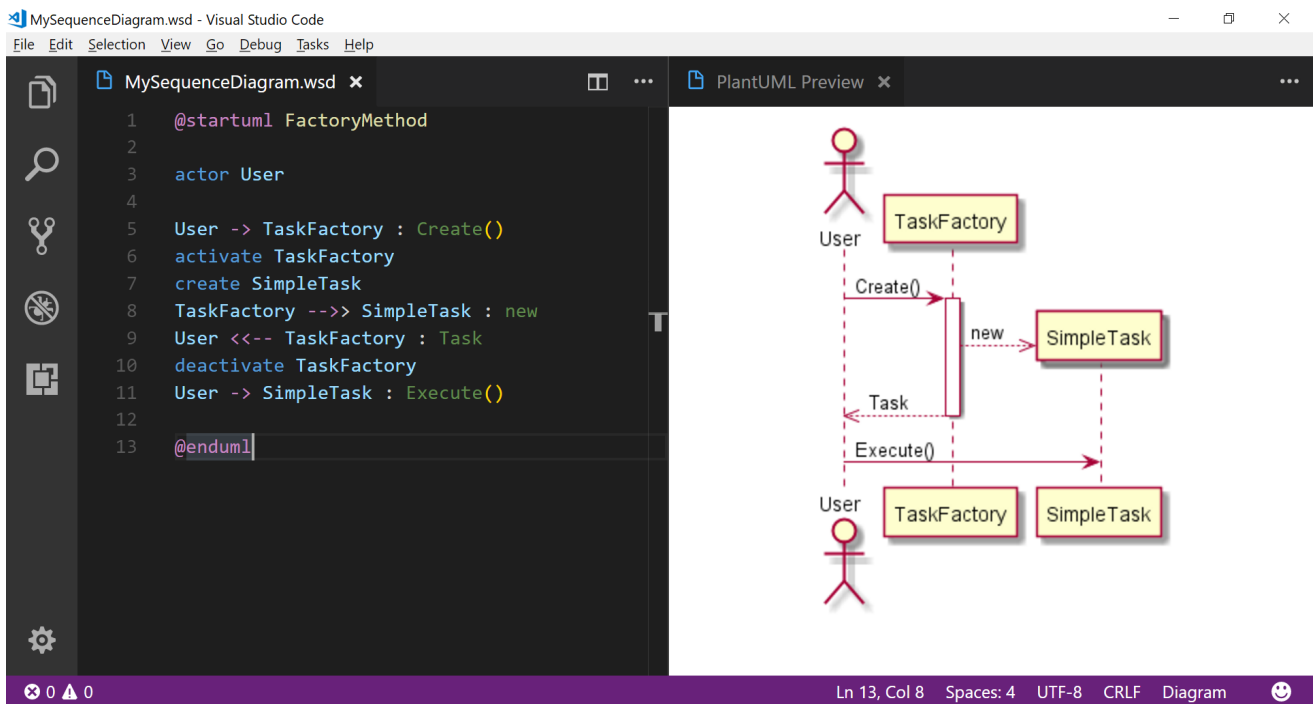 MySequenceDiagram.wsd - Visual Studio Code
File Edit Selection View Go Debug Tasks Help
MySequenceDiagram.wsd
1 @startuml FactoryMethod
2
3 actor User
4
5 User -> TaskFactory : Create()
6 activate TaskFactory
7 create SimpleTask
8 TaskFactory -->> SimpleTask : new
9 User <<-- TaskFactory : Task
10 deactivate TaskFactory
11 User -> SimpleTask : Execute()
12
13 @enduml
PlantUML Preview
TaskFactory
User
Create()
new
SimpleTask
Task
Execute()
User
TaskFactory
SimpleTask
0 0
Ln 13, Col 8 Spaces: 4 UTF-8 CRLF Diagram